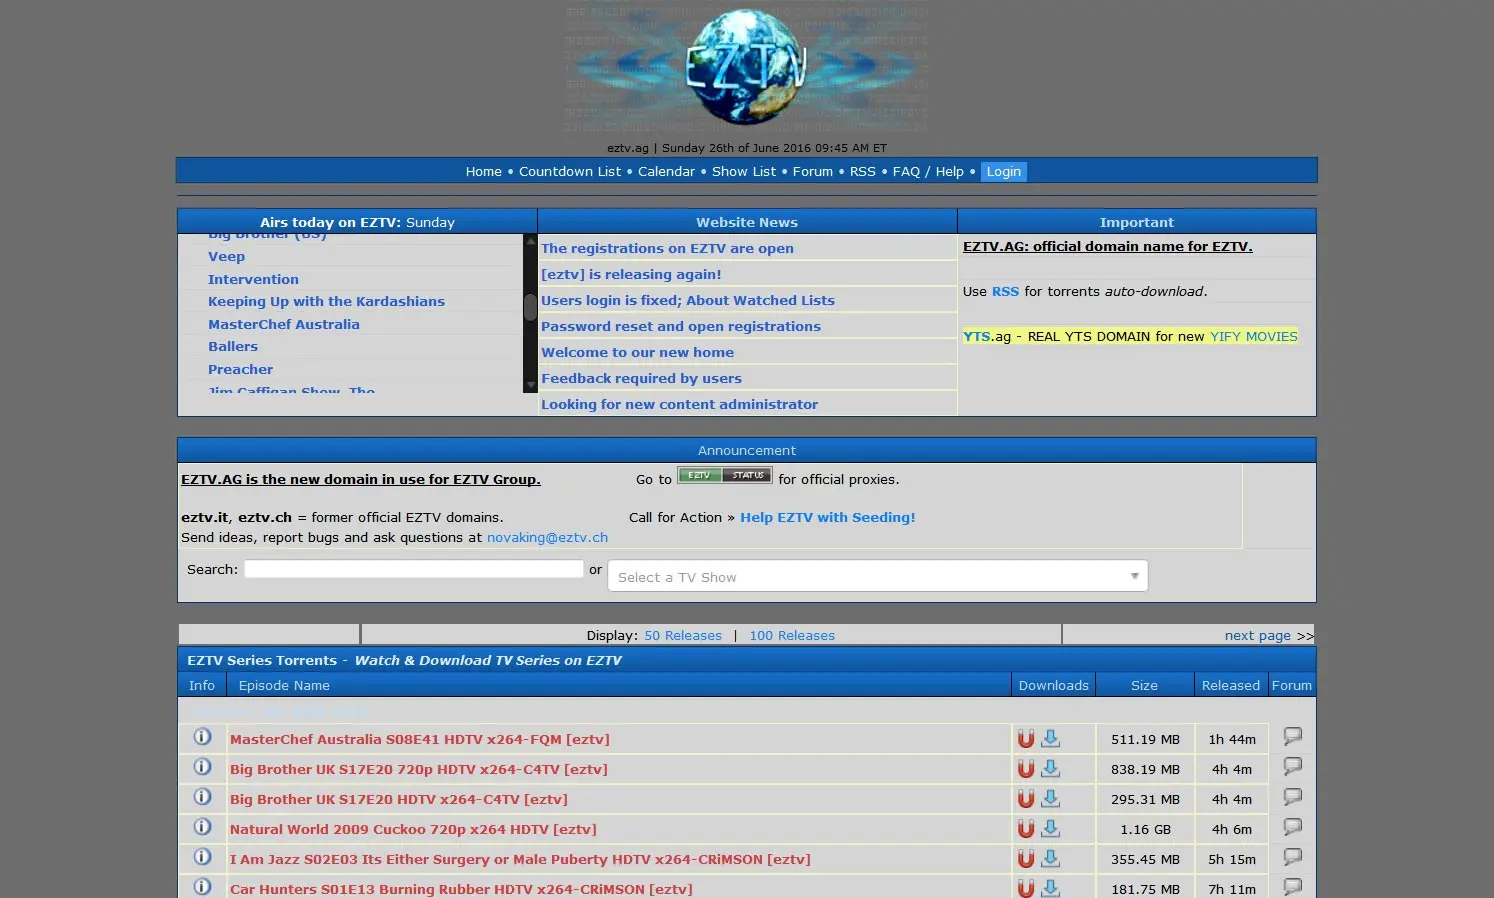 EZTV
eztv.ag | Sunday 26th of June 2016 09:45 AM ET
Home • Countdown List • Calendar • Show List • Forum • RSS • FAQ / Help • Login
Airs today on EZTV: Sunday
Big Brother (US)
Veep
Intervention
Keeping Up with the Kardashians
MasterChef Australia
Ballers
Preacher
Jim Gaffigan Show, The
Website News
The registrations on EZTV are open
[eztv] is releasing again!
Users login is fixed; About Watched Lists
Password reset and open registrations
Welcome to our new home
Feedback required by users
Looking for new content administrator
Important
EZTV.AG: official domain name for EZTV.
Use RSS for torrents auto-download.
YTS.ag - REAL YTS DOMAIN for new YIFY MOVIES
Announcement
EZTV.AG is the new domain in use for EZTV Group.
Go to EZTV STATUS for official proxies.
eztv.it, eztv.ch = former official EZTV domains.
Call for Action » Help EZTV with Seeding!
Send ideas, report bugs and ask questions at novaking@eztv.ch
Search: or Select a TV Show
Display: 50 Releases | 100 Releases
next page >>
EZTV Series Torrents - Watch & Download TV Series on EZTV
Info Episode Name Downloads Size Released Forum
MasterChef Australia S08E41 HDTV x264-FQM [eztv] 511.19 MB 1h 44m
Big Brother UK S17E20 720p HDTV x264-C4TV [eztv] 838.19 MB 4h 4m
Big Brother UK S17E20 HDTV x264-C4TV [eztv] 295.31 MB 4h 4m
Natural World 2009 Cuckoo 720p x264 HDTV [eztv] 1.16 GB 4h 6m
I Am Jazz S02E03 Its Either Surgery or Male Puberty HDTV x264-CRiMSON [eztv] 355.45 MB 5h 15m
Car Hunters S01E13 Burning Rubber HDTV x264-CRiMSON [eztv] 181.75 MB 7h 11m